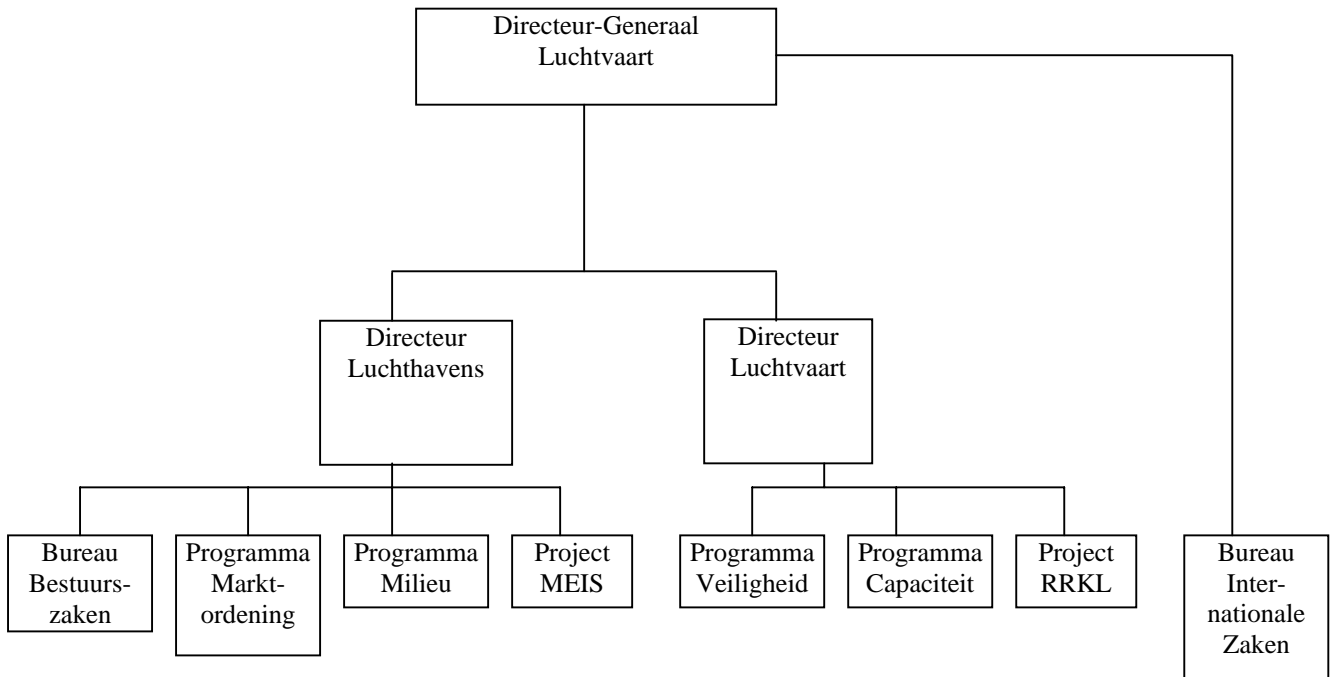 Directeur-Generaal
Luchtvaart
Directeur
Luchthavens
Directeur
Luchtvaart
Bureau
Bestuurs-
zaken
Programma
Markt-
ordening
Programma
Milieu
Project
MEIS
Programma
Veiligheid
Programma
Capaciteit
Project
RRKL
Bureau
Inter-
nationale
Zaken